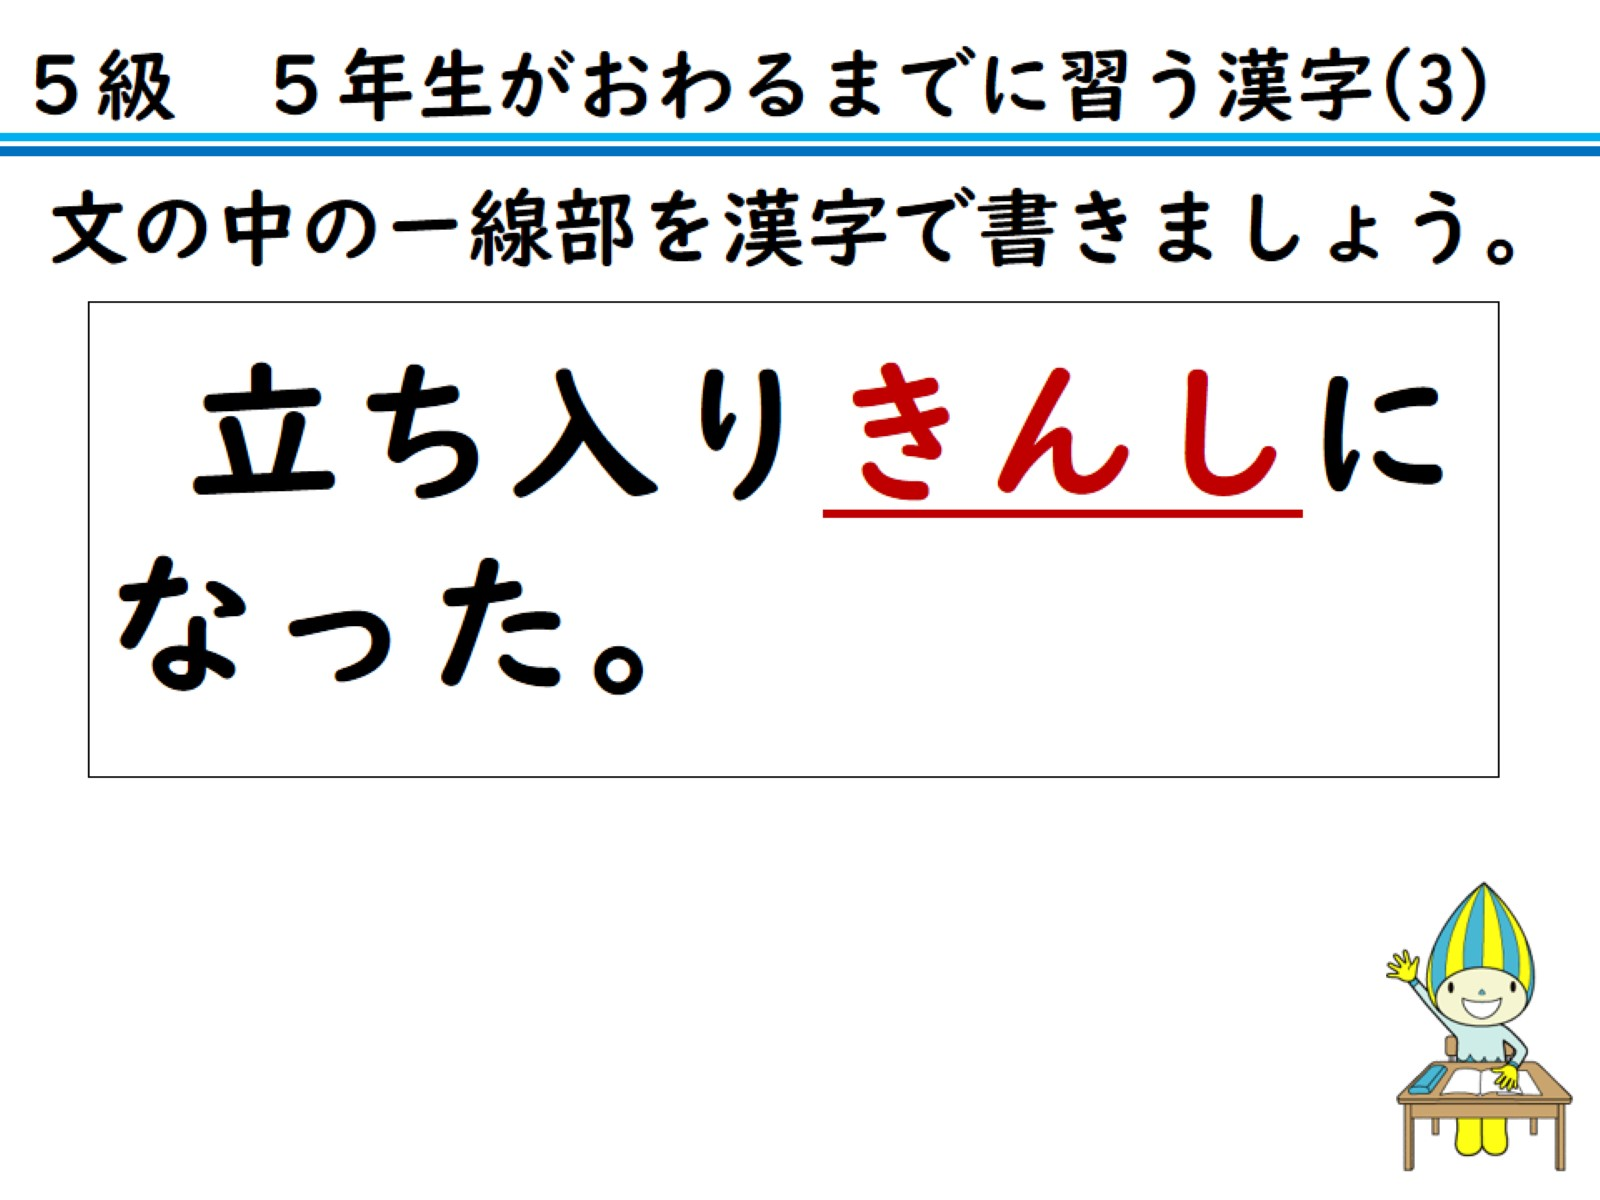 ５級　５年生がおわるまでに習う漢字(3)
文の中の一線部を漢字で書きましょう。
立ち入りきんしに
なった。